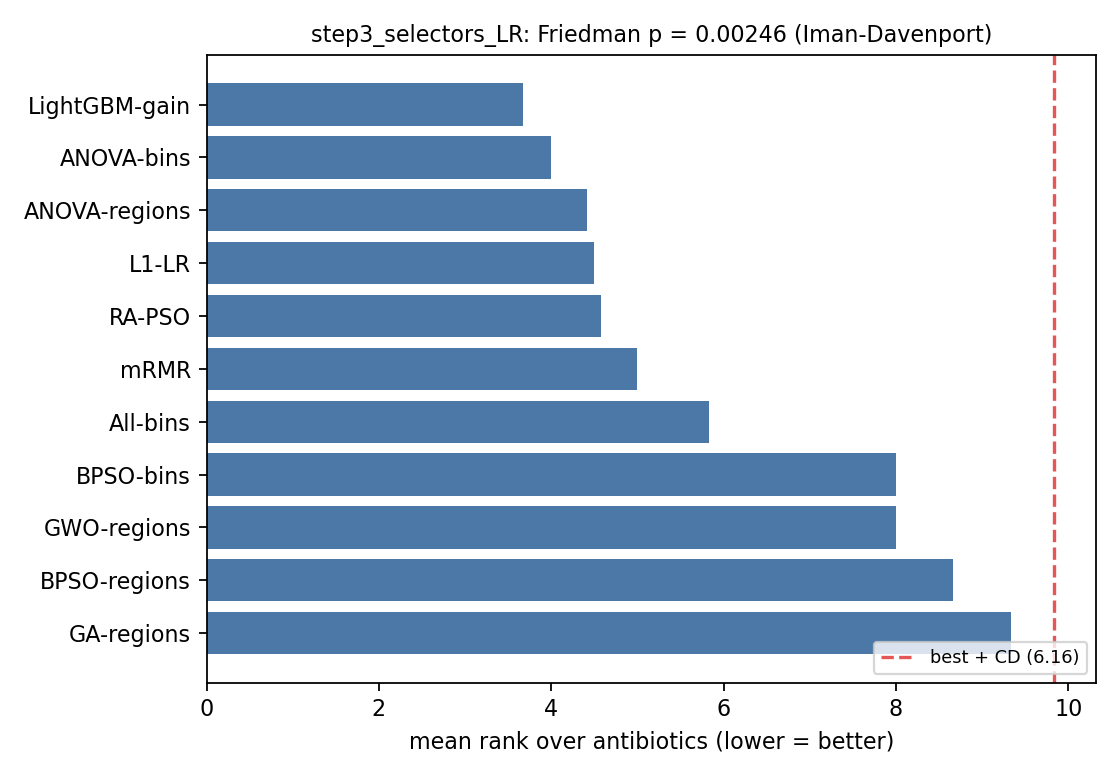 step3_selectors_LR: Friedman p = 0.00246 (Iman-Davenport)
LightGBM-gain
ANOVA-bins
ANOVA-regions
L1-LR
RA-PSO
mRMR
All-bins
BPSO-bins
GWO-regions
BPSO-regions
GA-regions
best + CD (6.16)
0 2 4 6 8 10
mean rank over antibiotics (lower = better)